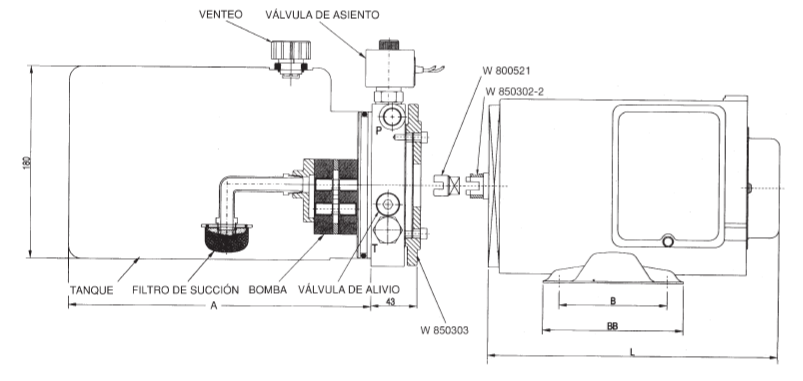 VENTEO
VÁLVULA DE ASIENTO
W 800521
W 850302-2
P
180
T
TANQUE
FILTRO DE SUCCIÓN
BOMBA
VÁLVULA DE ALIVIO
A
43
W 850303
B
BB
L